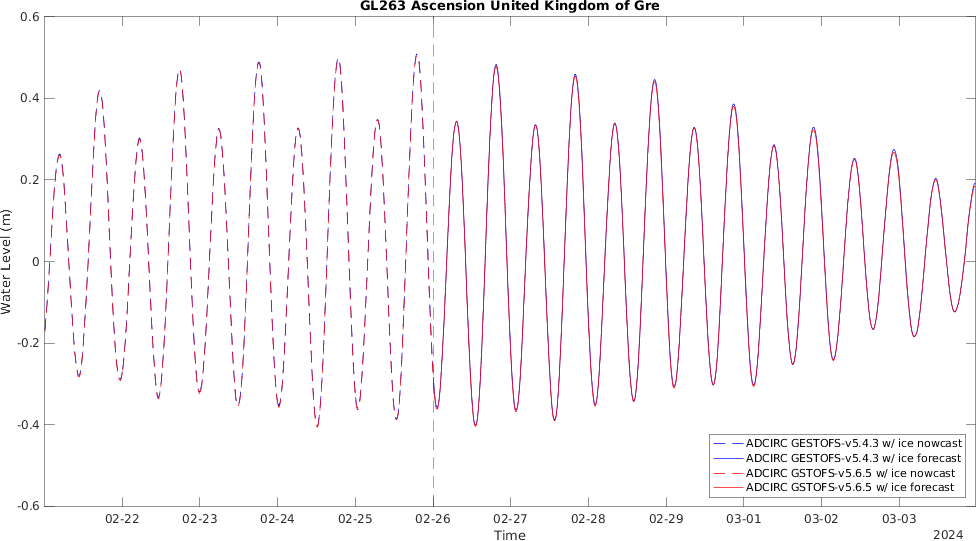 GL263 Ascension United Kingdom of Gre
0.6
0.4
0.2
0
-0.2
-0.4
-0.6
Water Level (m)
ADCIRC GESTOFS-v5.4.3 w/ ice nowcast
ADCIRC GESTOFS-v5.4.3 w/ ice forecast
ADCIRC GSTOFS-v5.6.5 w/ ice nowcast
ADCIRC GSTOFS-v5.6.5 w/ ice forecast
02-22 02-23 02-24 02-25 02-26 02-27 02-28 02-29 03-01 03-02 03-03
Time
2024